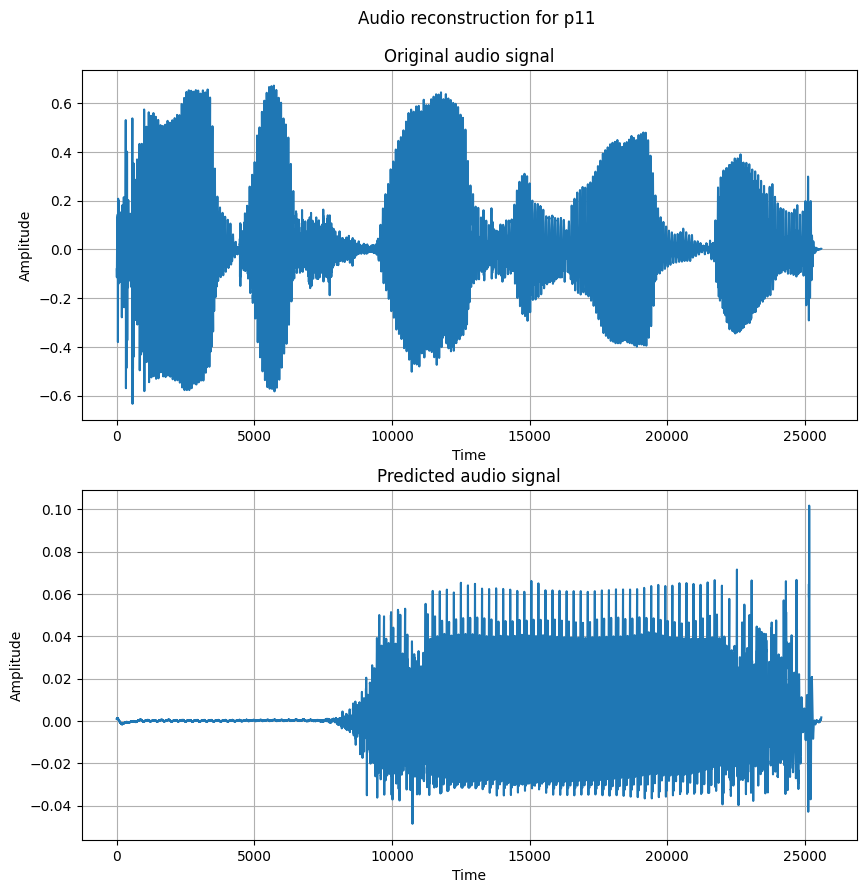 Audio reconstruction for p11
Original audio signal
Amplitude
0.6
0.4
0.2
0.0
−0.2
−0.4
−0.6
0 5000 10000 15000 20000 25000
Time
Predicted audio signal
Amplitude
0.10
0.08
0.06
0.04
0.02
0.00
−0.02
−0.04
0 5000 10000 15000 20000 25000
Time